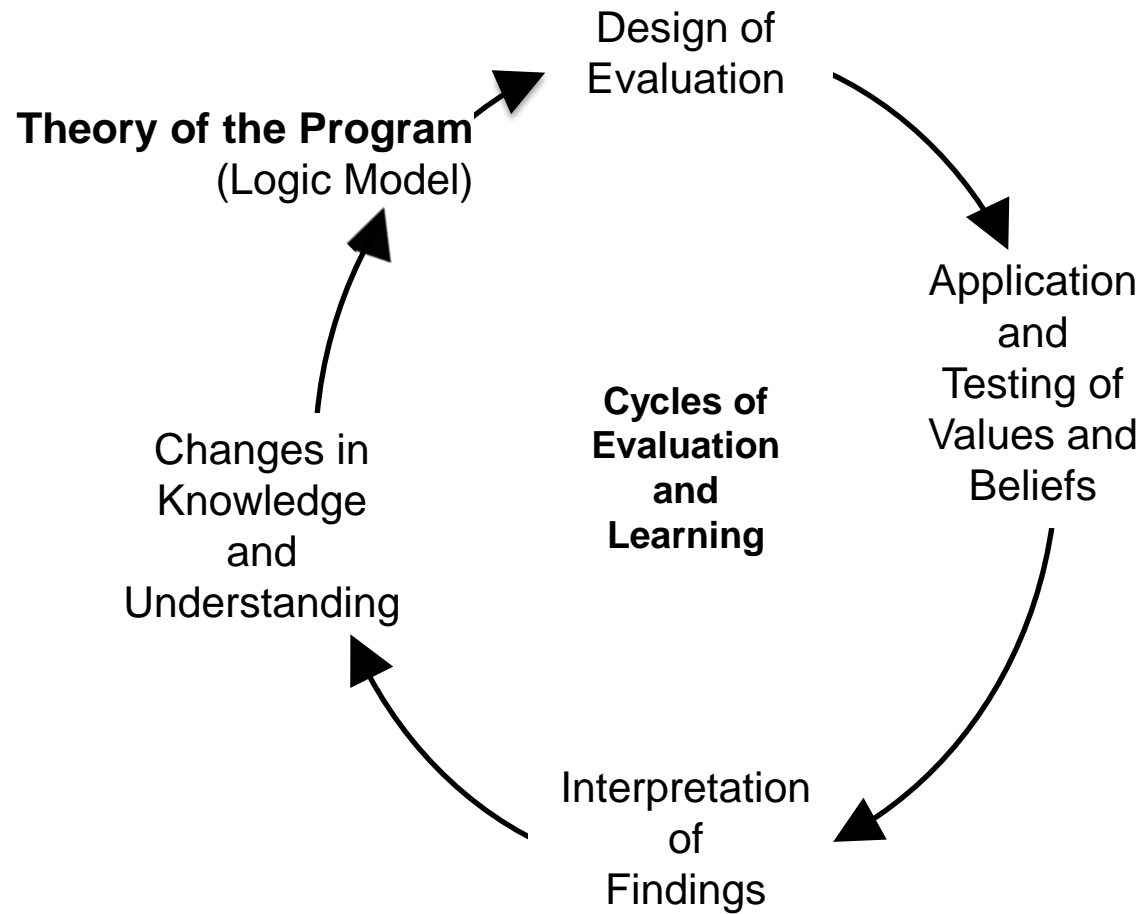 Design of
Evaluation
Theory of the Program
(Logic Model)
Application
and
Testing of
Values and
Beliefs
Cycles of
Evaluation
and
Learning
Changes in
Knowledge
and
Understanding
Interpretation
of
Findings